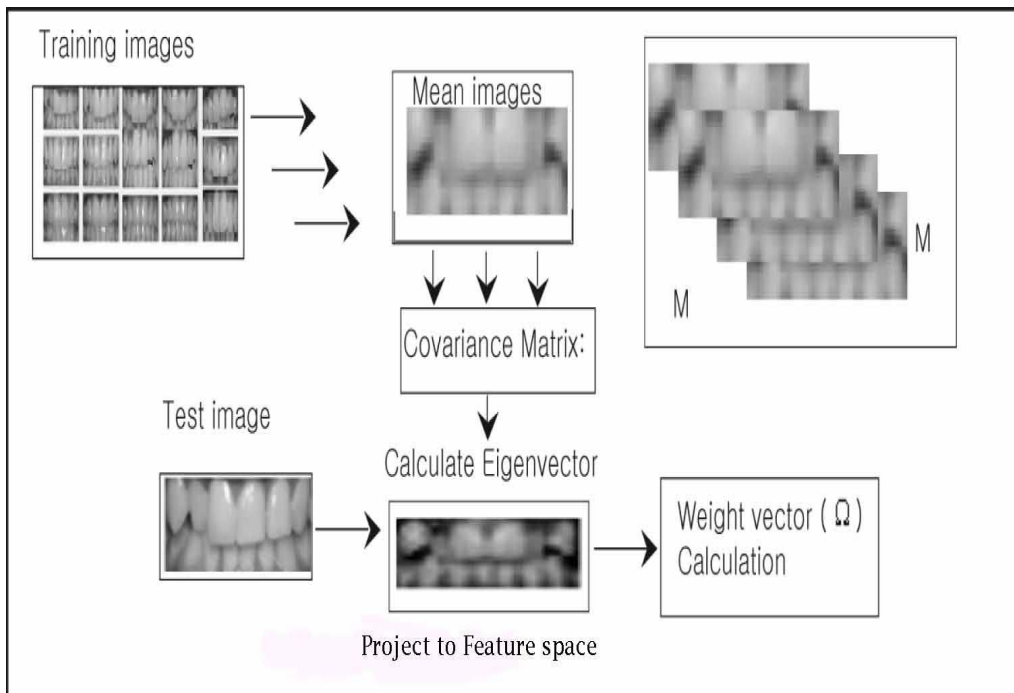 Training images
Mean images
M
M
Covariance Matrix:
Test image
Calculate Eigenvector
Weight vector ( Ω )
Calculation
Project to Feature space